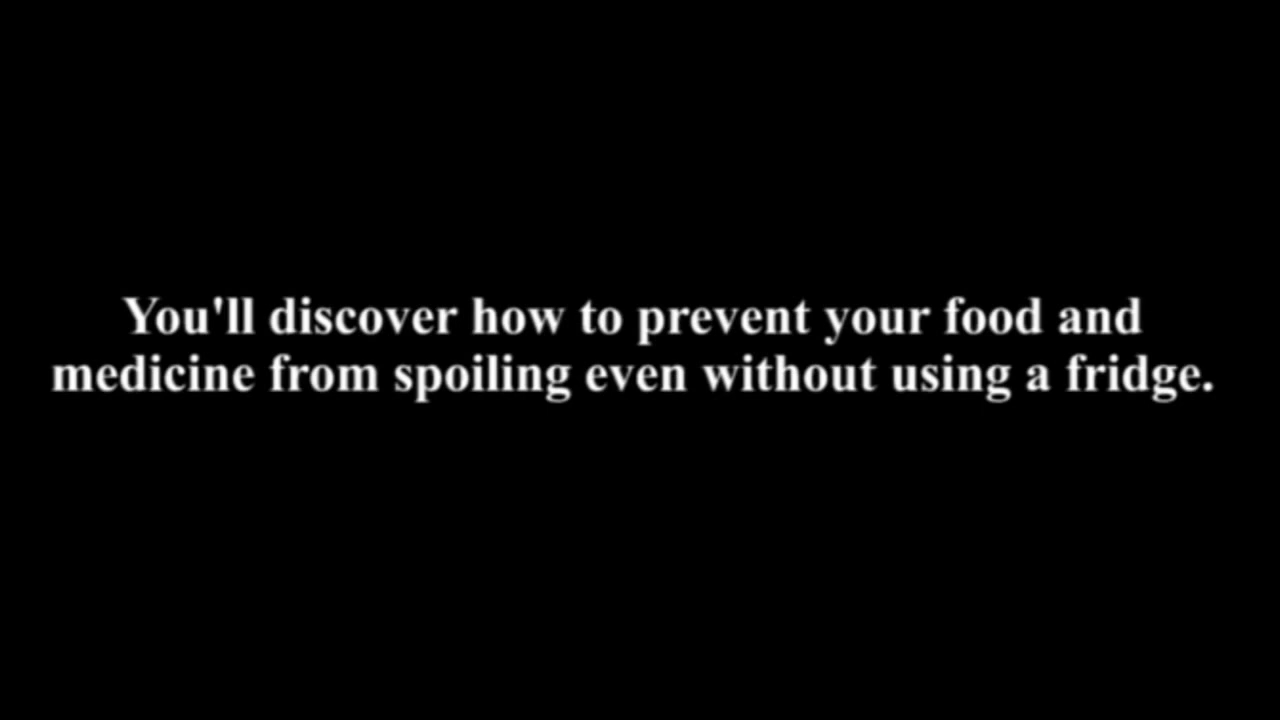 You'll discover how to prevent your food and
medicine from spoiling even without using a fridge.